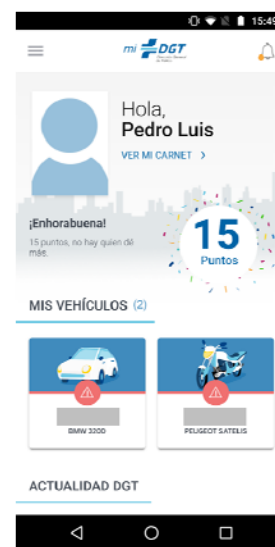 15:49
mi DGT
Hola,
Pedro Luis
VER MI CARNET >
¡Enhorabuena!
15 puntos, no hay quien dé
más.
15
Puntos
MIS VEHÍCULOS (2)
BMW 320D
PEUGEOT SATELIS
ACTUALIDAD DGT